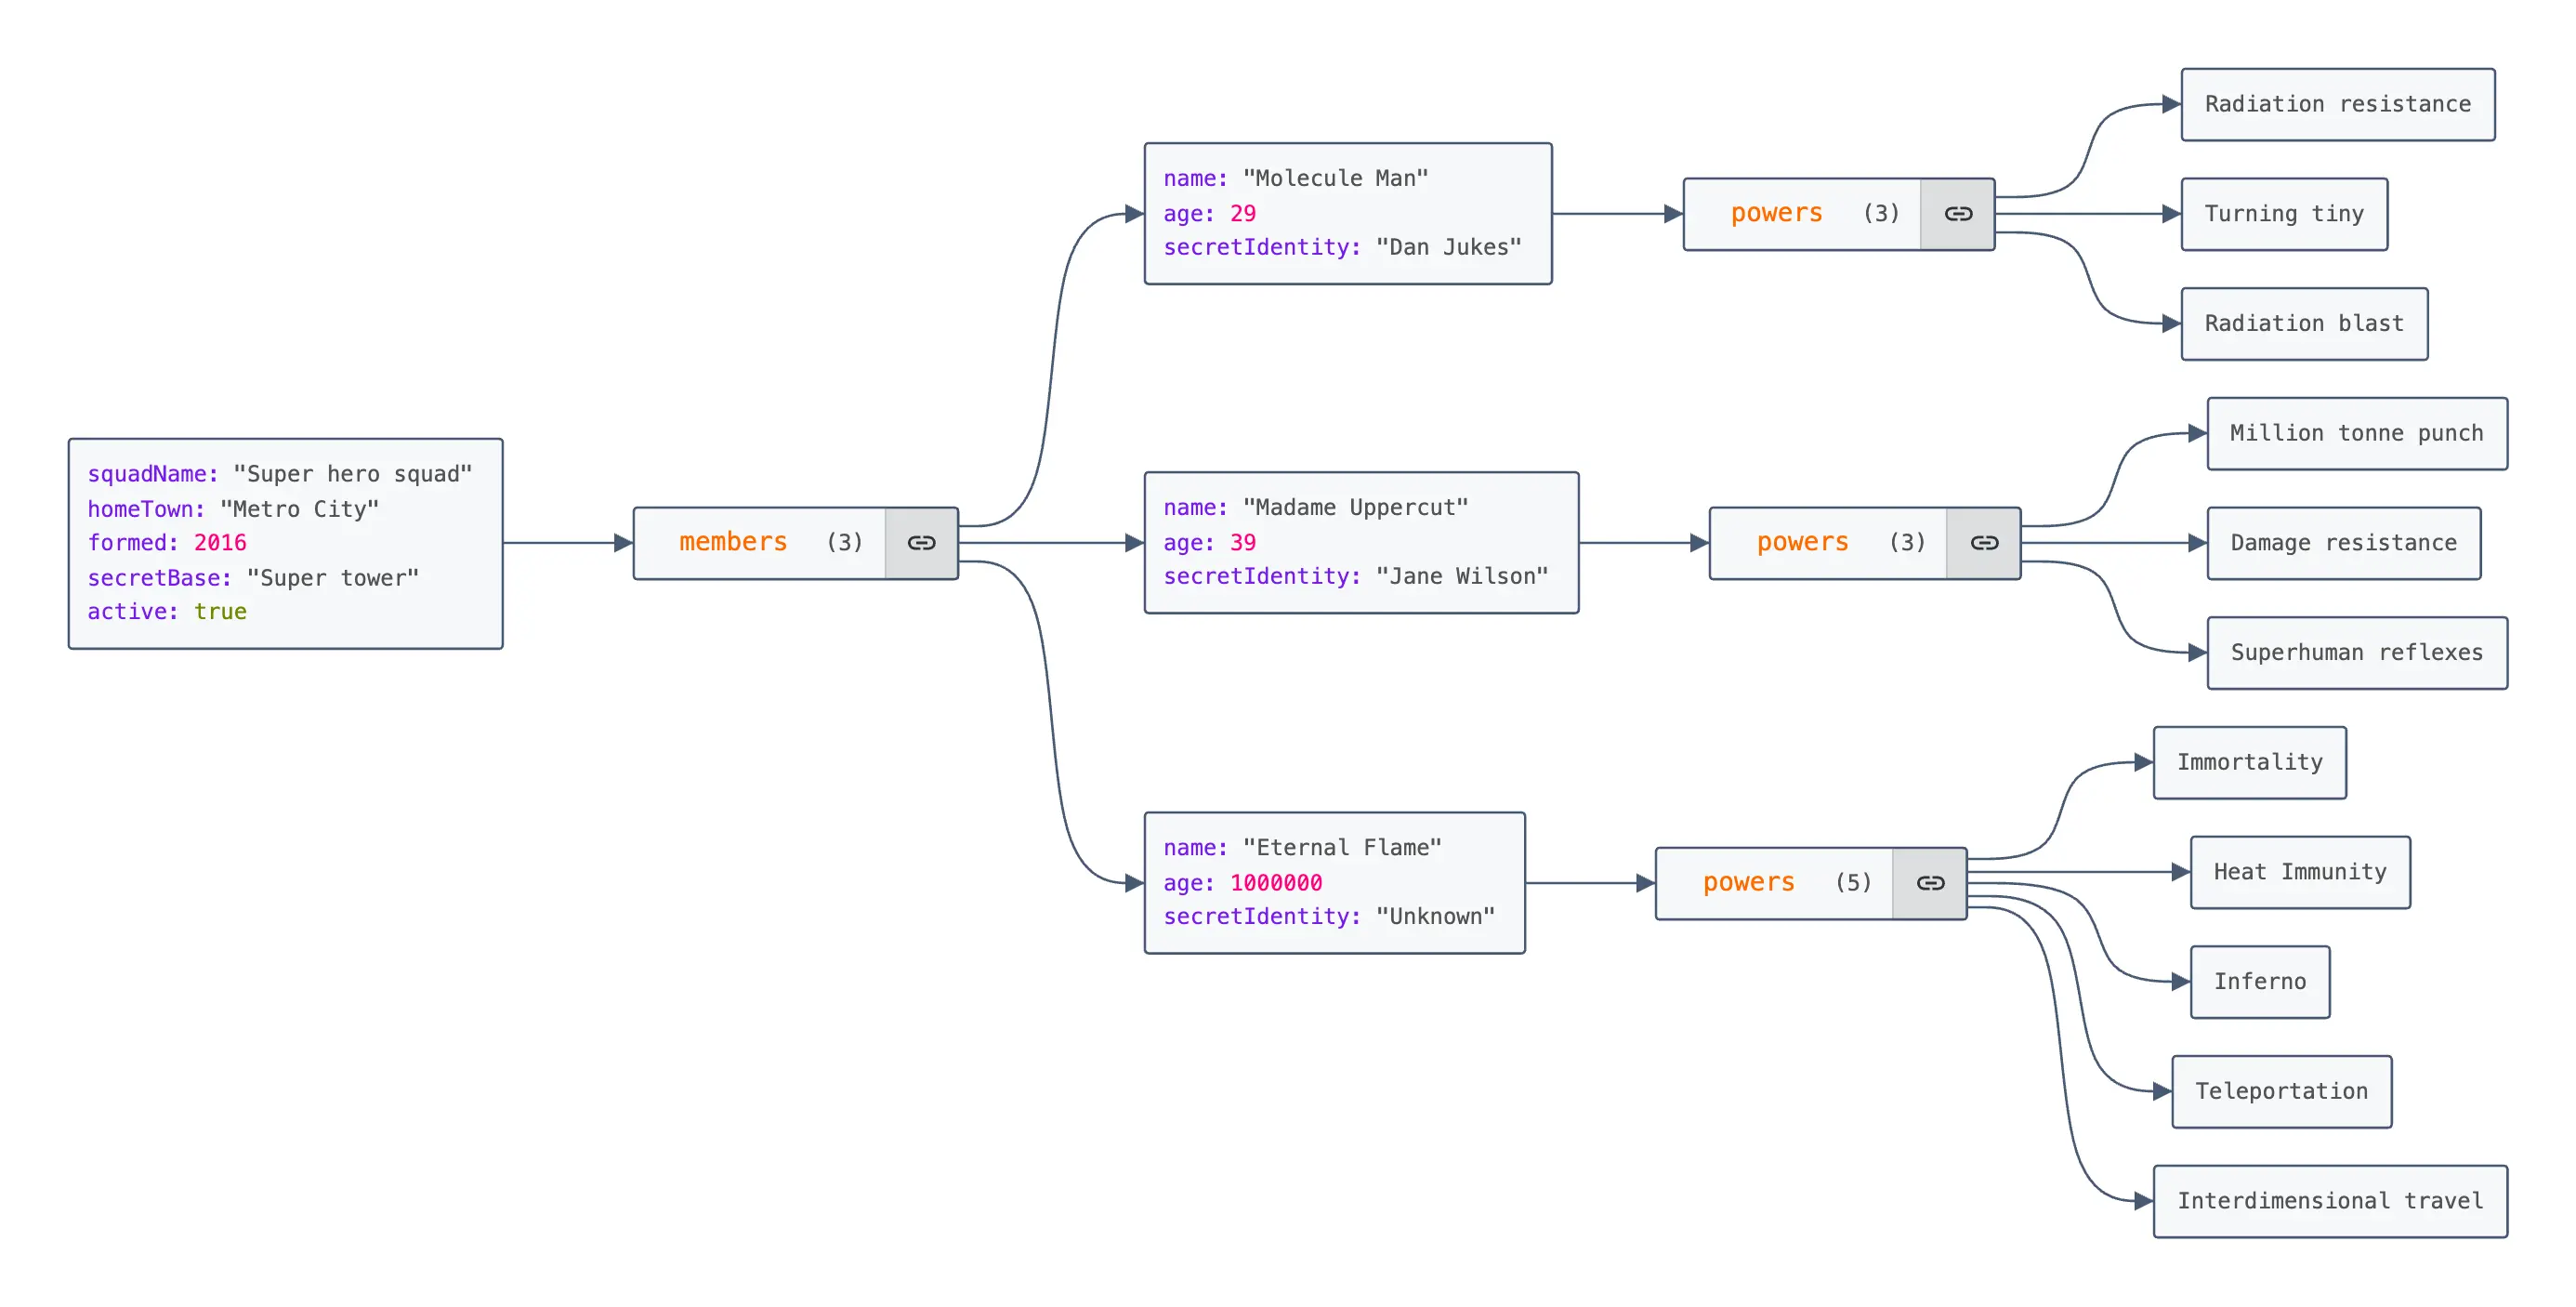 squadName: "Super hero squad"
homeTown: "Metro City"
formed: 2016
secretBase: "Super tower"
active: true
members (3)
name: "Molecule Man"
age: 29
secretIdentity: "Dan Jukes"
powers (3)
Radiation resistance
Turning tiny
Radiation blast
name: "Madame Uppercut"
age: 39
secretIdentity: "Jane Wilson"
powers (3)
Million tonne punch
Damage resistance
Superhuman reflexes
name: "Eternal Flame"
age: 1000000
secretIdentity: "Unknown"
powers (5)
Immortality
Heat Immunity
Inferno
Teleportation
Interdimensional travel